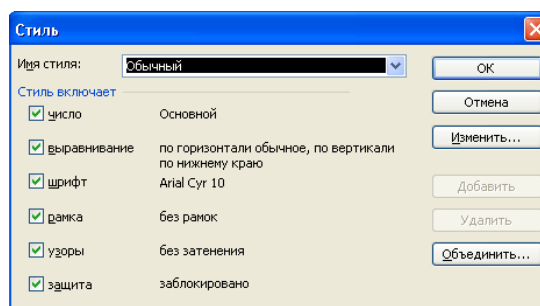 Стиль
Имя стиля: Обычный
ОК
Стиль включает
Отмена
число Основной
Изменить...
выравнивание по горизонтали обычное, по вертикали
по нижнему краю
шрифт Arial Cyr 10
Добавить
рамка без рамок
Удалить
узоры без затенения
Объединить...
защита заблокировано